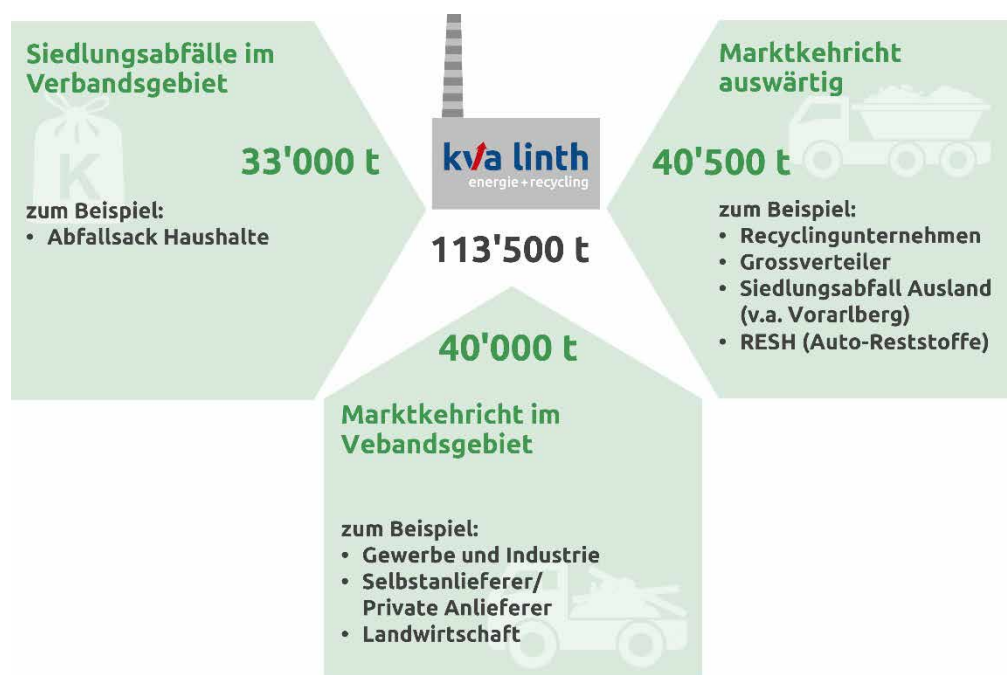 Siedlungsabfälle im
Verbandsgebiet
33'000 t
K
zum Beispiel:
• Abfallsack Haushalte
kva linth
energie+recycling
113'500 t
Marktkehricht
auswärtig
40'500 t
zum Beispiel:
• Recyclingunternehmen
• Grossverteiler
• Siedlungsabfall Ausland
(v.a. Vorarlberg)
• RESH (Auto-Reststoffe)
40'000 t
Marktkehricht im
Vebandsgebiet
zum Beispiel:
• Gewerbe und Industrie
• Selbstanlieferer/
Private Anlieferer
• Landwirtschaft